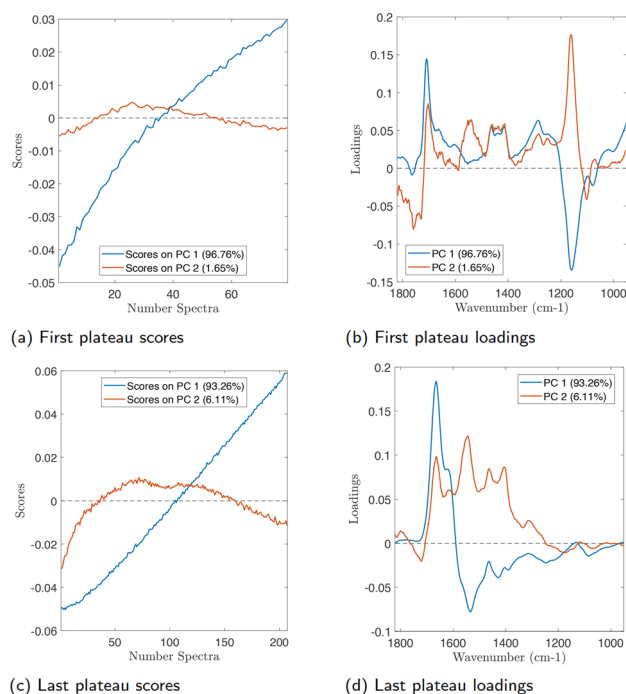 0.03
0.02
0.01
0
-0.01
-0.02
-0.03
-0.04
-0.05
Scores
Scores on PC 1 (96.76%)
Scores on PC 2 (1.65%)
20
40
60
Number Spectra
(a) First plateau scores
0.2
0.15
0.1
0.05
0
-0.05
-0.1
-0.15
Loadings
PC 1 (96.76%)
PC 2 (1.65%)
1800
1600
1400
1200
1000
Wavenumber (cm-1)
(b) First plateau loadings
0.06
0.04
0.02
0
-0.02
-0.04
-0.06
Scores
Scores on PC 1 (93.26%)
Scores on PC 2 (6.11%)
50
100
150
200
Number Spectra
(c) Last plateau scores
0.2
0.15
0.1
0.05
0
-0.05
-0.1
Loadings
PC 1 (93.26%)
PC 2 (6.11%)
1800
1600
1400
1200
1000
Wavenumber (cm-1)
(d) Last plateau loadings